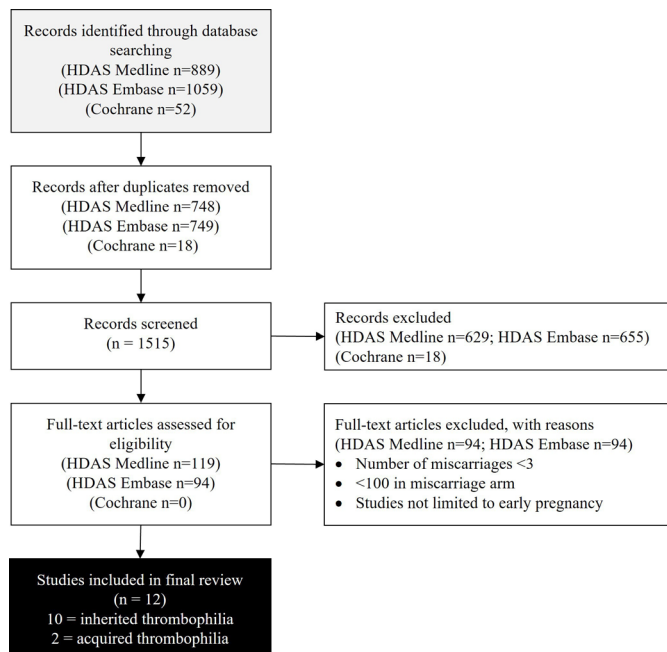 Records identified through database
searching
(HDAS Medline n=889)
(HDAS Embase n=1059)
(Cochrane n=52)
Records after duplicates removed
(HDAS Medline n=748)
(HDAS Embase n=749)
(Cochrane n=18)
Records screened
(n = 1515)
Records excluded
(HDAS Medline n=629; HDAS Embase n=655)
(Cochrane n=18)
Full-text articles assessed for
eligibility
(HDAS Medline n=119)
(HDAS Embase n=94)
(Cochrane n=0)
Full-text articles excluded, with reasons
(HDAS Medline n=94; HDAS Embase n=94)
• Number of miscarriages <3
• <100 in miscarriage arm
• Studies not limited to early pregnancy
Studies included in final review
(n = 12)
10 = inherited thrombophilia
2 = acquired thrombophilia